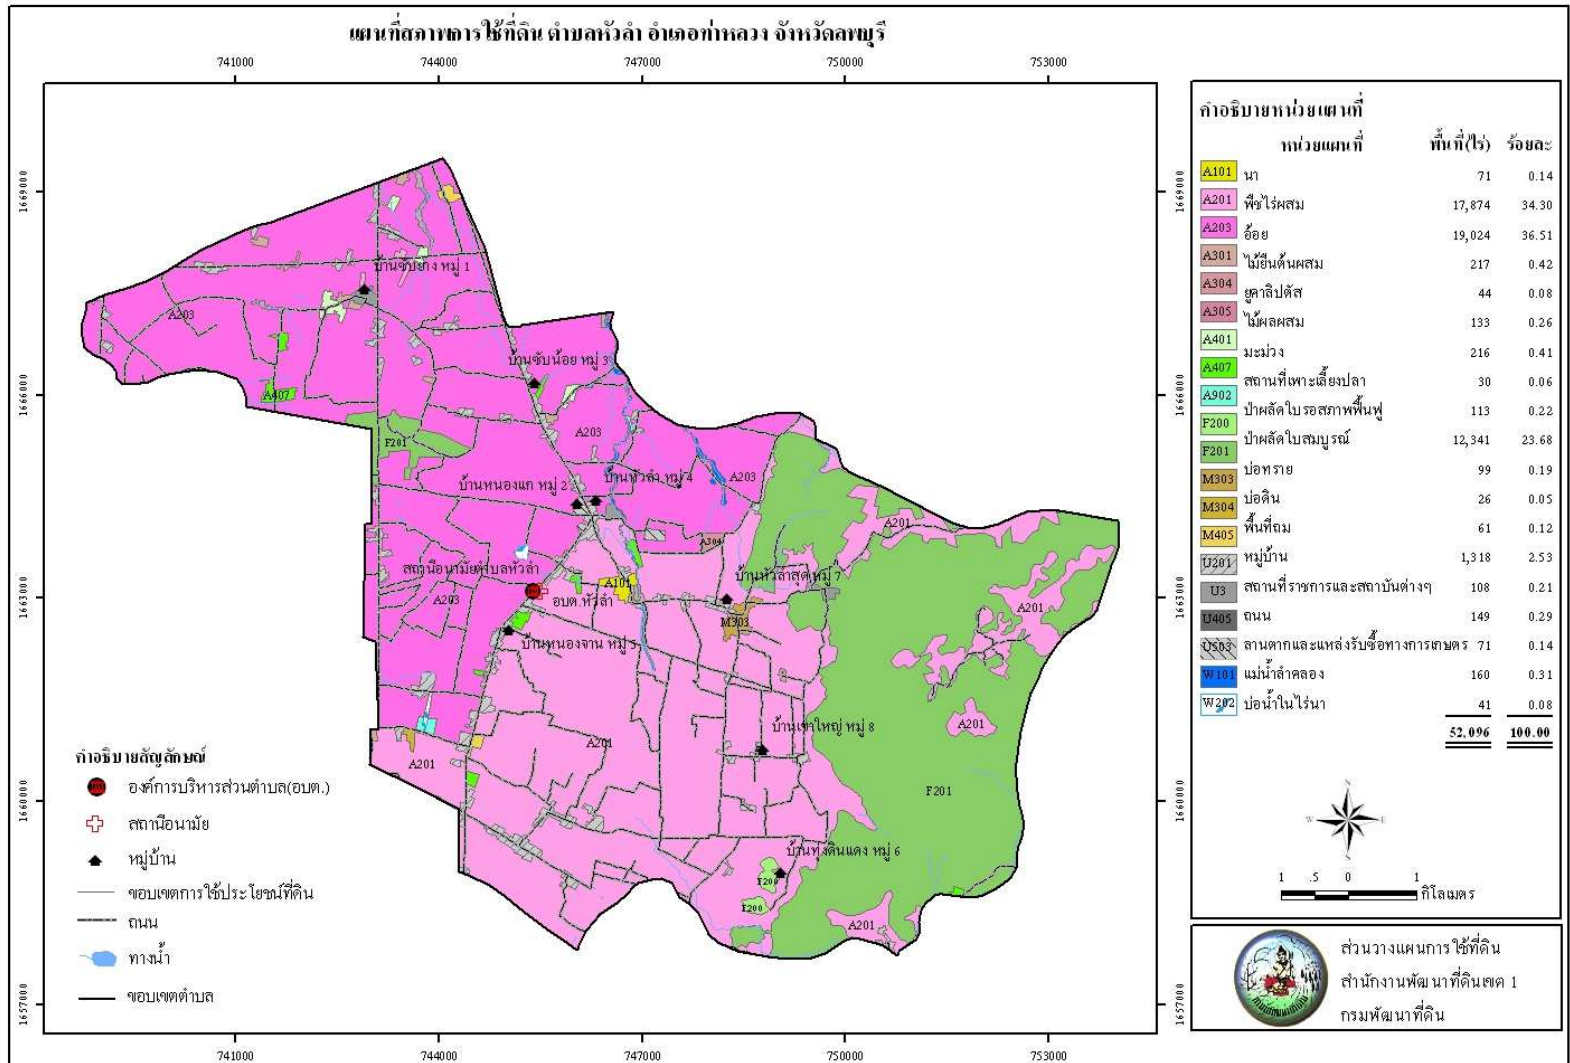 แผนที่สภาพการใช้ที่ดิน ตำบลหัวลำ อำเภอท่าหลวง จังหวัดลพบุรี
741000 744000 747000 750000 753000
1669000 1669000
1666000 1666000
1663000 1663000
1660000 1660000
1657000 1657000
741000 744000 747000 750000 753000
บ้านซับยาง หมู่ 1
A203
A407
บ้านซับน้อย หมู่ 3
F201
A203
บ้านหนองแก หมู่ 2
บ้านหัวลำ หมู่ 4
A203
A201
A304
สถานีอนามัยตำบลหัวลำ
A101
บ้านหัวลำสุด หมู่ 7
A203
อบต.หัวลำ
A201
M303
บ้านหนองจาน หมู่ 5
A201
บ้านเขาใหญ่ หมู่ 8
A201
A201
F201
บ้านทุ่งดินแดง หมู่ 6
F200
F200
A201
คำอธิบายสัญลักษณ์
องค์การบริหารส่วนตำบล(อบต.)
สถานีอนามัย
หมู่บ้าน
ขอบเขตการใช้ประโยชน์ที่ดิน
ถนน
ทางน้ำ
ขอบเขตตำบล
คำอธิบายหน่วยแผนที่
หน่วยแผนที่ พื้นที่(ไร่) ร้อยละ
A101 นา 71 0.14
A201 พืชไร่ผสม 17,874 34.30
A203 อ้อย 19,024 36.51
A301 ไม้ยืนต้นผสม 217 0.42
A304 ยูคาลิปตัส 44 0.08
A305 ไม้ผลผสม 133 0.26
A401 มะม่วง 216 0.41
A407 สถานที่เพาะเลี้ยงปลา 30 0.06
A902 ป่าผลัดใบรอสภาพฟื้นฟู 113 0.22
F200 ป่าผลัดใบสมบูรณ์ 12,341 23.68
F201 บ่อทราย 99 0.19
M303 บ่อดิน 26 0.05
M304 พื้นที่ถม 61 0.12
M405 หมู่บ้าน 1,318 2.53
U201
U3 สถานที่ราชการและสถาบันต่างๆ 108 0.21
U405 ถนน 149 0.29
U503 ลานตากและแหล่งรับซื้อทางการเกษตร 71 0.14
W101 แม่น้ำลำคลอง 160 0.31
W202 บ่อน้ำในไร่นา 41 0.08
52,096 100.00
N
W E
S
1 .5 0 1
กิโลเมตร
ส่วนวางแผนการใช้ที่ดิน
สำนักงานพัฒนาที่ดินเขต 1
กรมพัฒนาที่ดิน
กรมพัฒนาที่ดิน